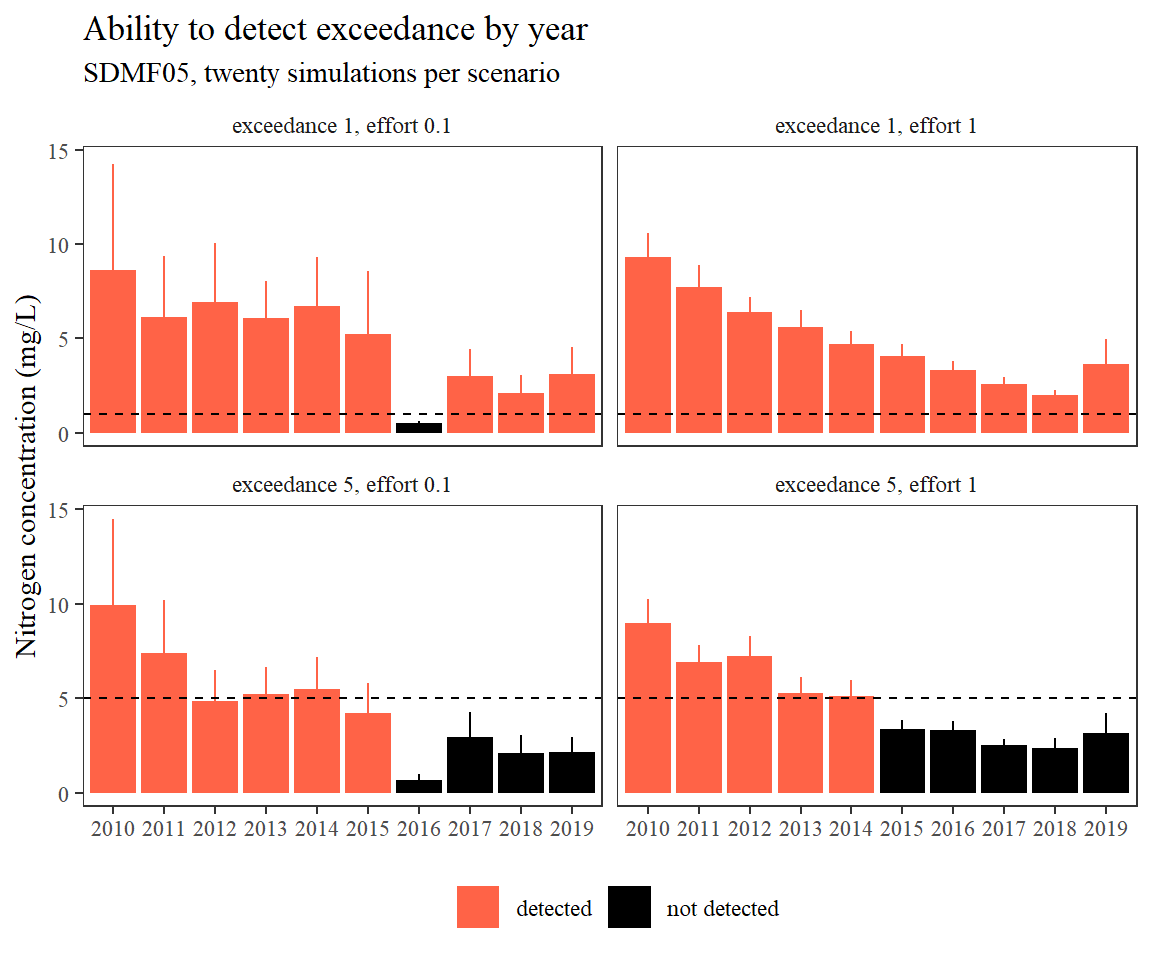 Ability to detect exceedance by year
SDMF05, twenty simulations per scenario
exceedance 1, effort 0.1
exceedance 1, effort 1
15
10
5
0
Nitrogen concentration (mg/L)
exceedance 5, effort 0.1
exceedance 5, effort 1
15
10
5
0
2010 2011 2012 2013 2014 2015 2016 2017 2018 2019
2010 2011 2012 2013 2014 2015 2016 2017 2018 2019
detected
not detected